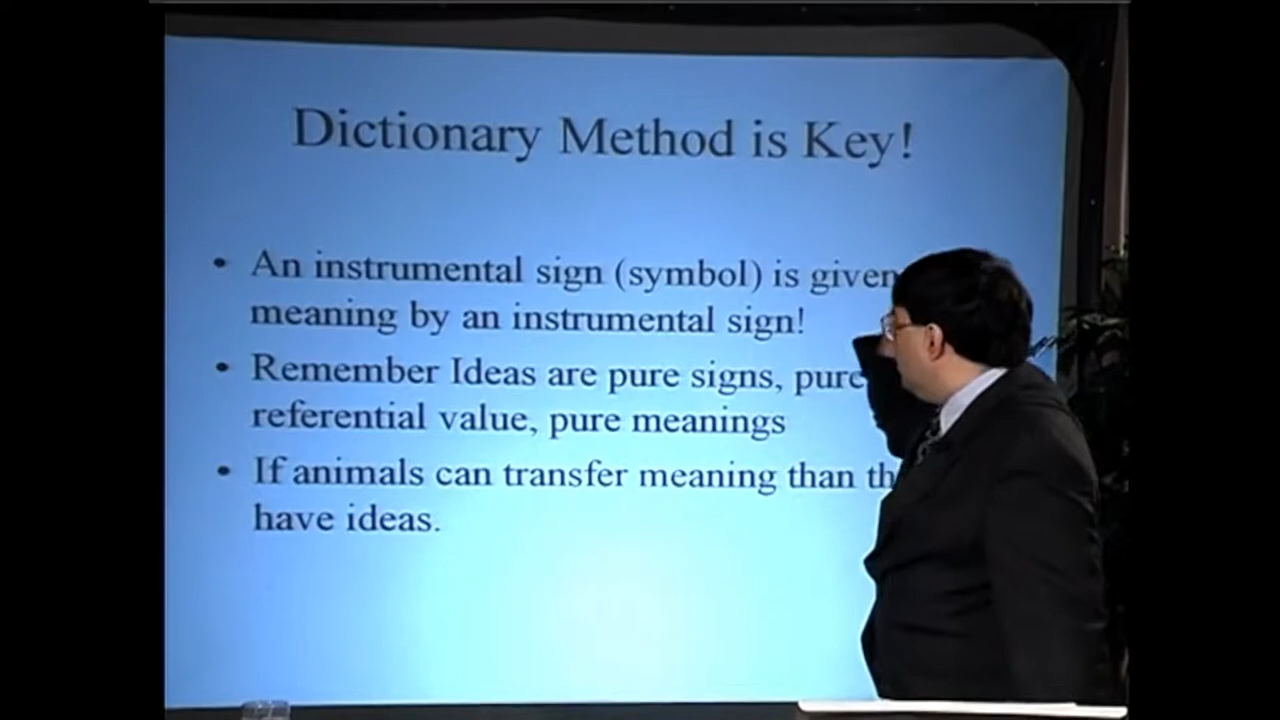 Dictionary Method is Key!
• An instrumental sign (symbol) is given
meaning by an instrumental sign!
• Remember Ideas are pure signs, pure
referential value, pure meanings
• If animals can transfer meaning than
have ideas.